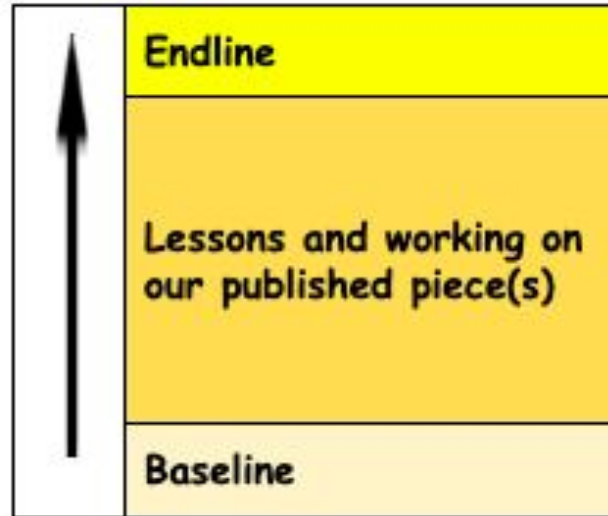 Endline
Lessons and working on
our published piece(s)
Baseline